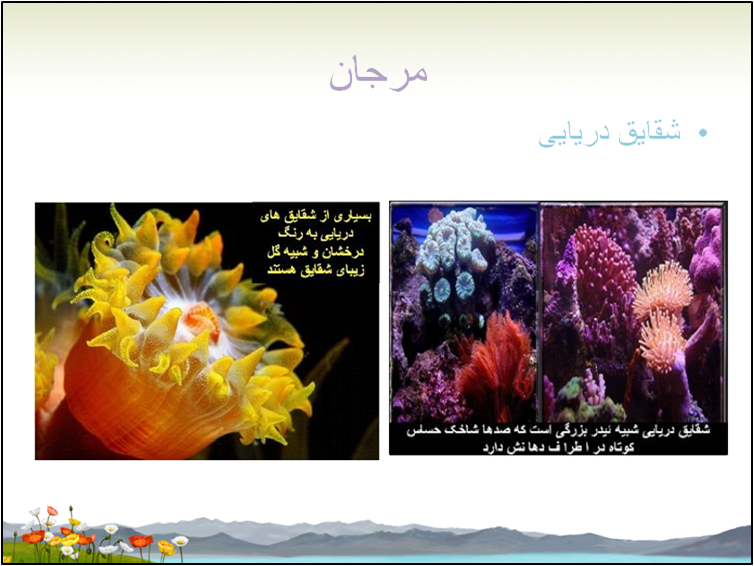 مرجان
• شقایق دریایی
بسیاری از شقایق های
دریایی به رنگ
درخشان و شبیه گل
زیبای شقایق هستند
شقایق دریایی شبیه ئیدر بزرگی است که صدها شاخک حساس
کوتاه در ا طرا ف دها نش دارد